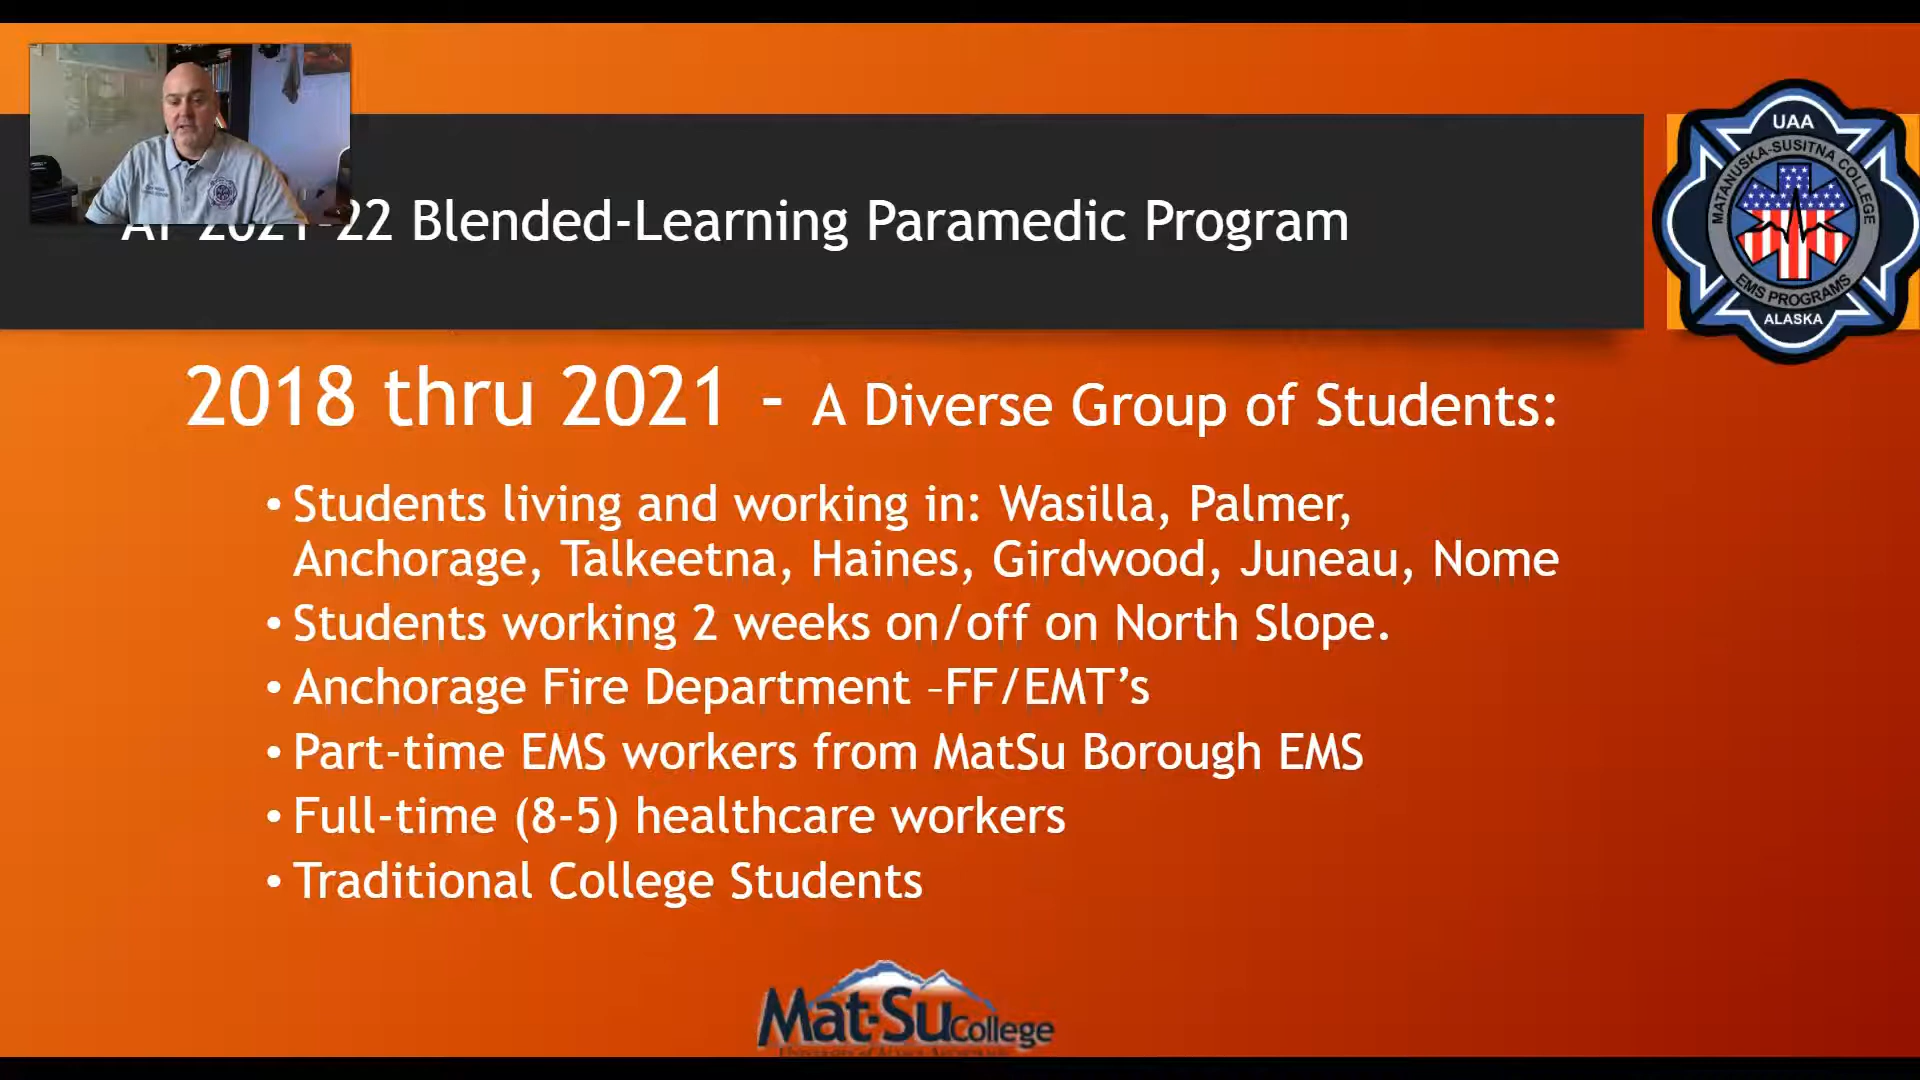 AY 2021-22 Blended-Learning Paramedic Program
UAA
MATANUSKA-SUSITNA COLLEGE
EMS PROGRAMS
ALASKA
2018 thru 2021 - A Diverse Group of Students:
• Students living and working in: Wasilla, Palmer,
Anchorage, Talkeetna, Haines, Girdwood, Juneau, Nome
• Students working 2 weeks on/off on North Slope.
• Anchorage Fire Department –FF/EMT’s
• Part-time EMS workers from MatSu Borough EMS
• Full-time (8-5) healthcare workers
• Traditional College Students
Mat-Su College